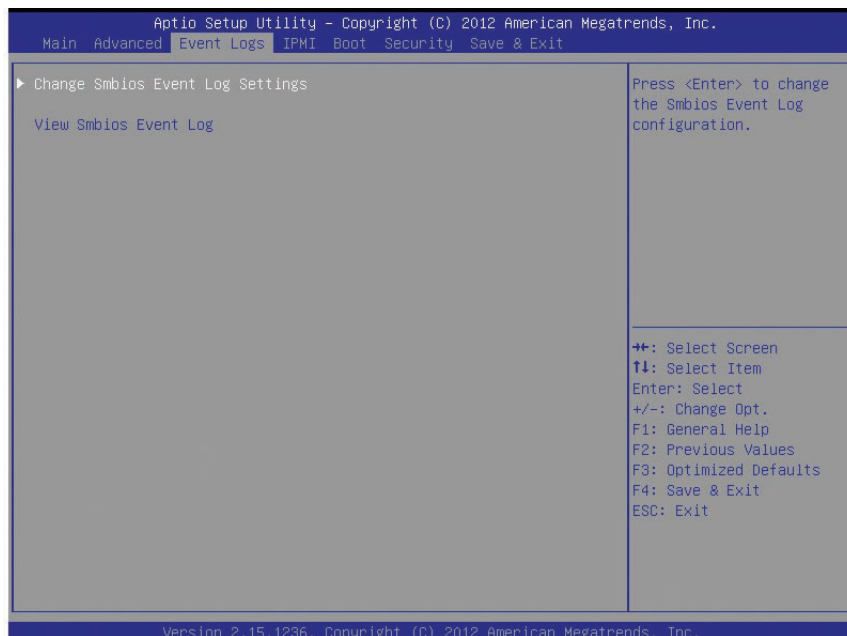 Aptio Setup Utility – Copyright (C) 2012 American Megatrends, Inc.
Main Advanced Event Logs IPMI Boot Security Save & Exit
▶ Change Smbios Event Log Settings
View Smbios Event Log
Press <Enter> to change
the Smbios Event Log
configuration.
→←: Select Screen
↑↓: Select Item
Enter: Select
+/-: Change Opt.
F1: General Help
F2: Previous Values
F3: Optimized Defaults
F4: Save & Exit
ESC: Exit
Version 2.15.1236. Copyright (C) 2012 American Megatrends, Inc.